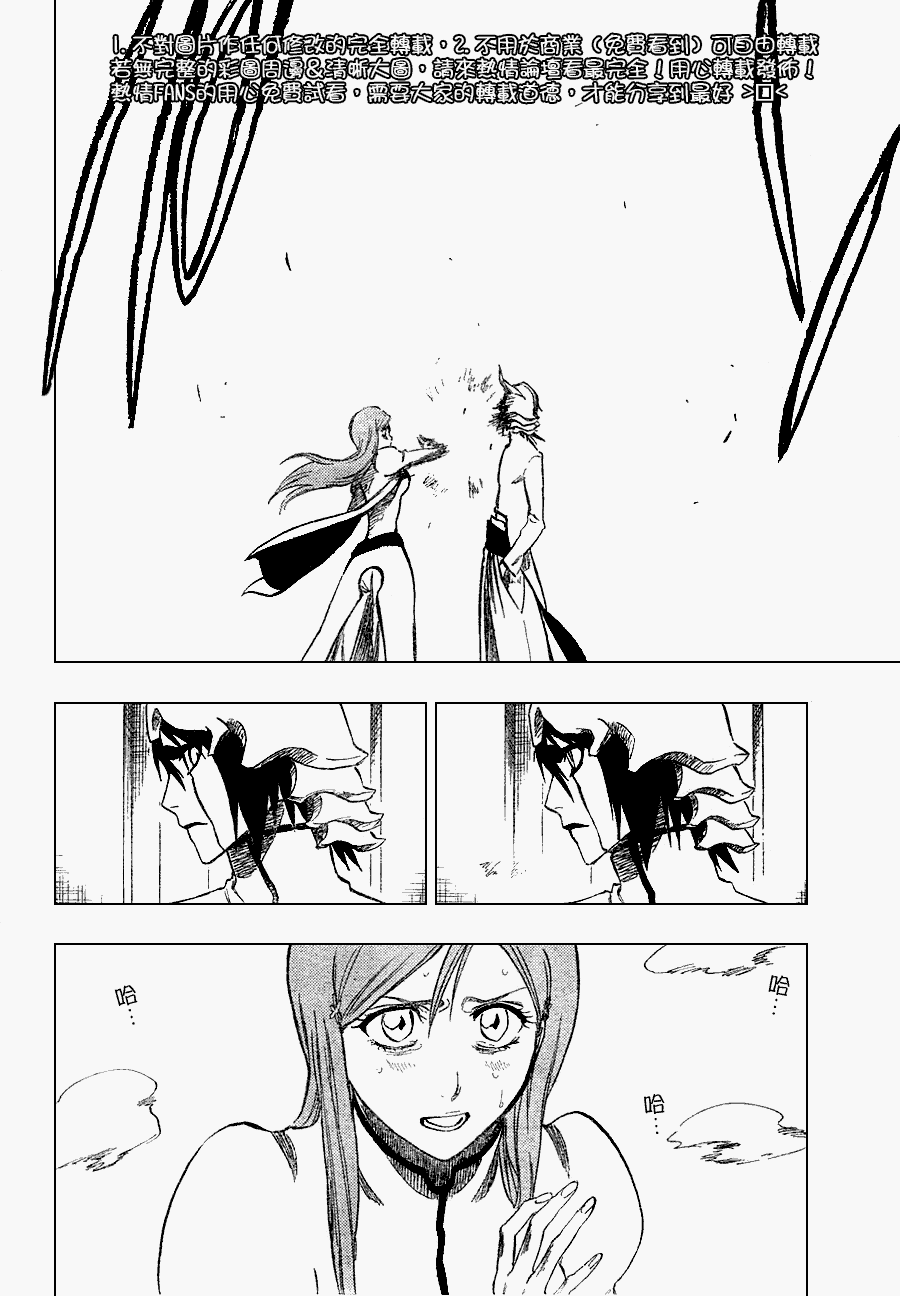 1. 不對圖片作任何修改的完全轉載，2. 不用於商業（免費看到）可自由轉載
若無完整的彩圖周邊&清晰大圖，請來熱情論壇看最完全！用心轉載發佈！
熱情FANS的用心免費試看，需要大家的轉載道德，才能分享到最好 >口<
哈…
哈…
哈…